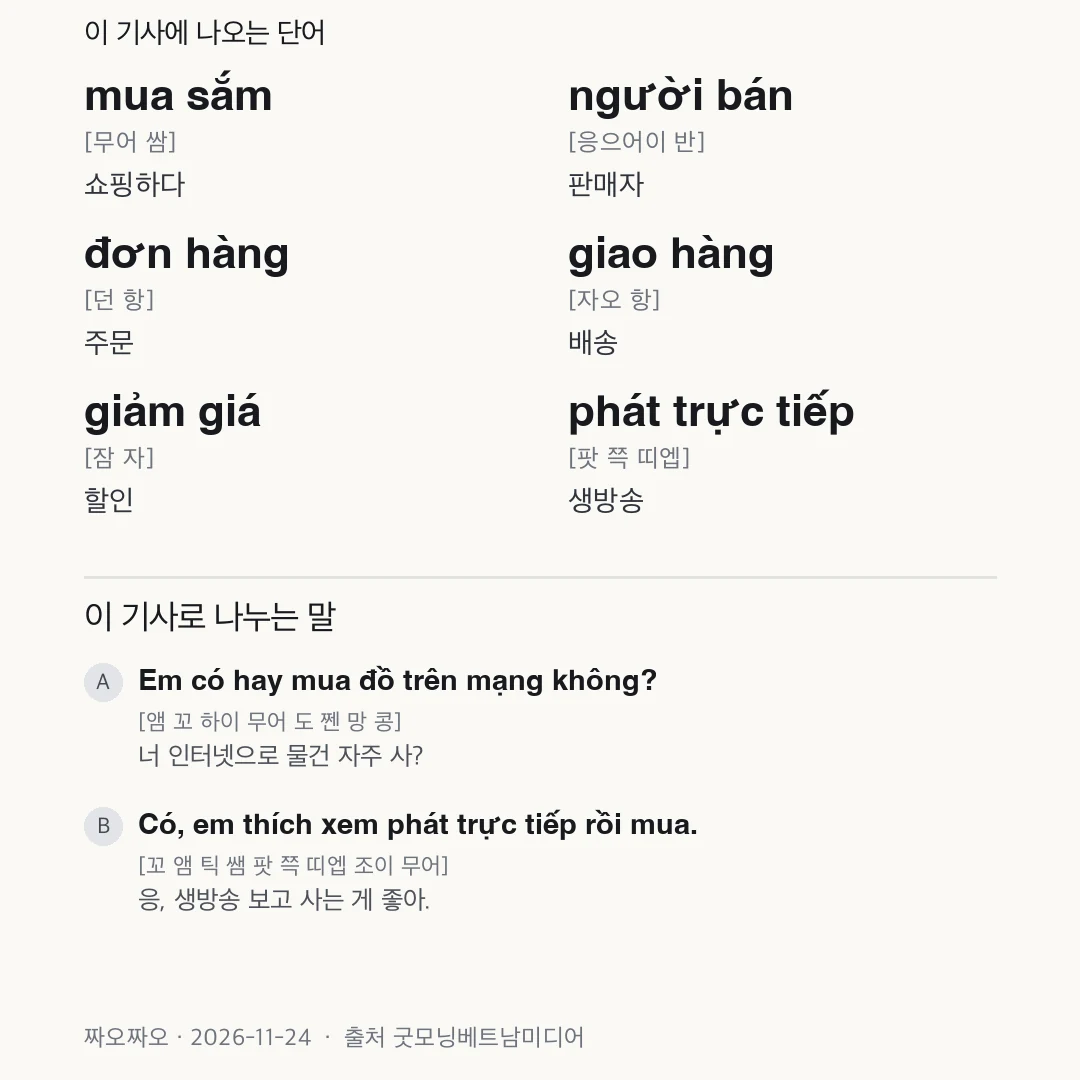 이 기사에 나오는 단어
mua sắm
[무어 쌈]
쇼핑하다
người bán
[응으어이 반]
판매자
đơn hàng
[던 항]
주문
giao hàng
[자오 항]
배송
giảm giá
[잠 자]
할인
phát trực tiếp
[팟 쯕 띠엡]
생방송
이 기사로 나누는 말
A Em có hay mua đồ trên mạng không?
[앰 꼬 하이 무어 도 쩬 망 콩]
너 인터넷으로 물건 자주 사?
B Có, em thích xem phát trực tiếp rồi mua.
[꼬 앰 틱 쌤 팟 쯕 띠엡 조이 무어]
응, 생방송 보고 사는 게 좋아.
짜오짜오 · 2026-11-24 · 출처 굿모닝베트남미디어